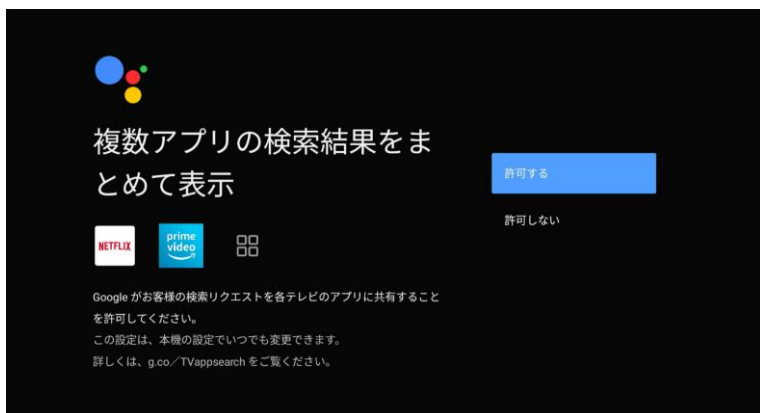 複数アプリの検索結果をま
とめて表示
NETFLIX
prime
video
Google がお客様の検索リクエストを各テレビのアプリに共有すること
を許可してください。
この設定は、本機の設定でいつでも変更できます。
詳しくは、g.co／TVappsearch をご覧ください。
許可する
許可しない